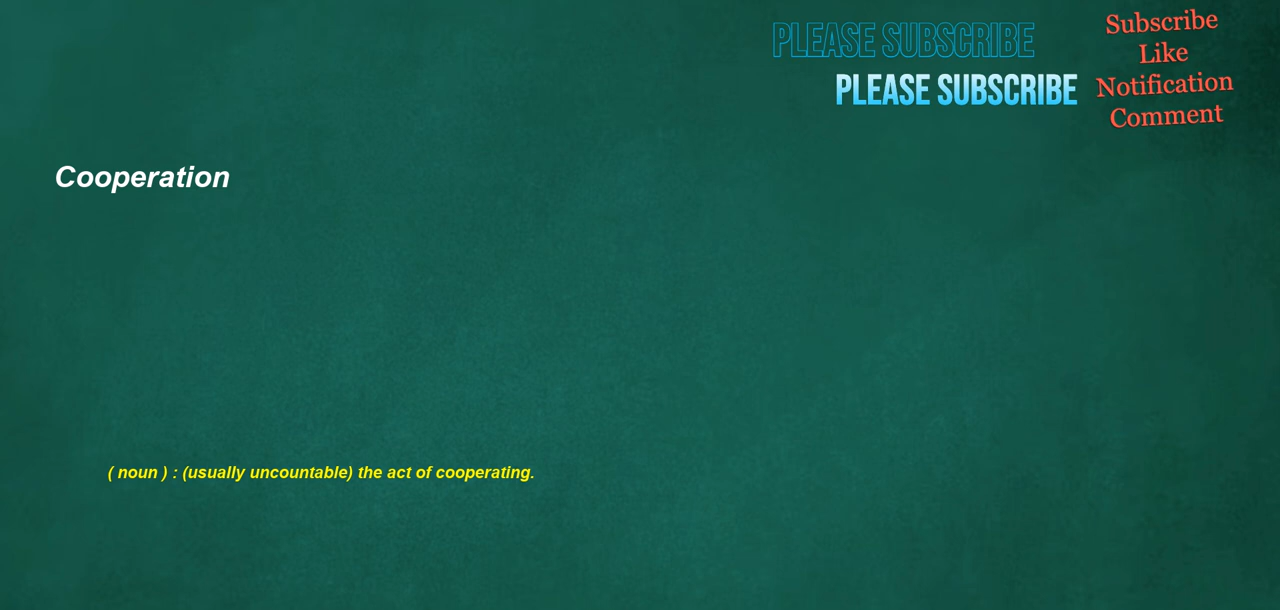 PLEASE SUBSCRIBE
PLEASE SUBSCRIBE
Subscribe
Like
Notification
Comment
Cooperation
( noun ) : (usually uncountable) the act of cooperating.